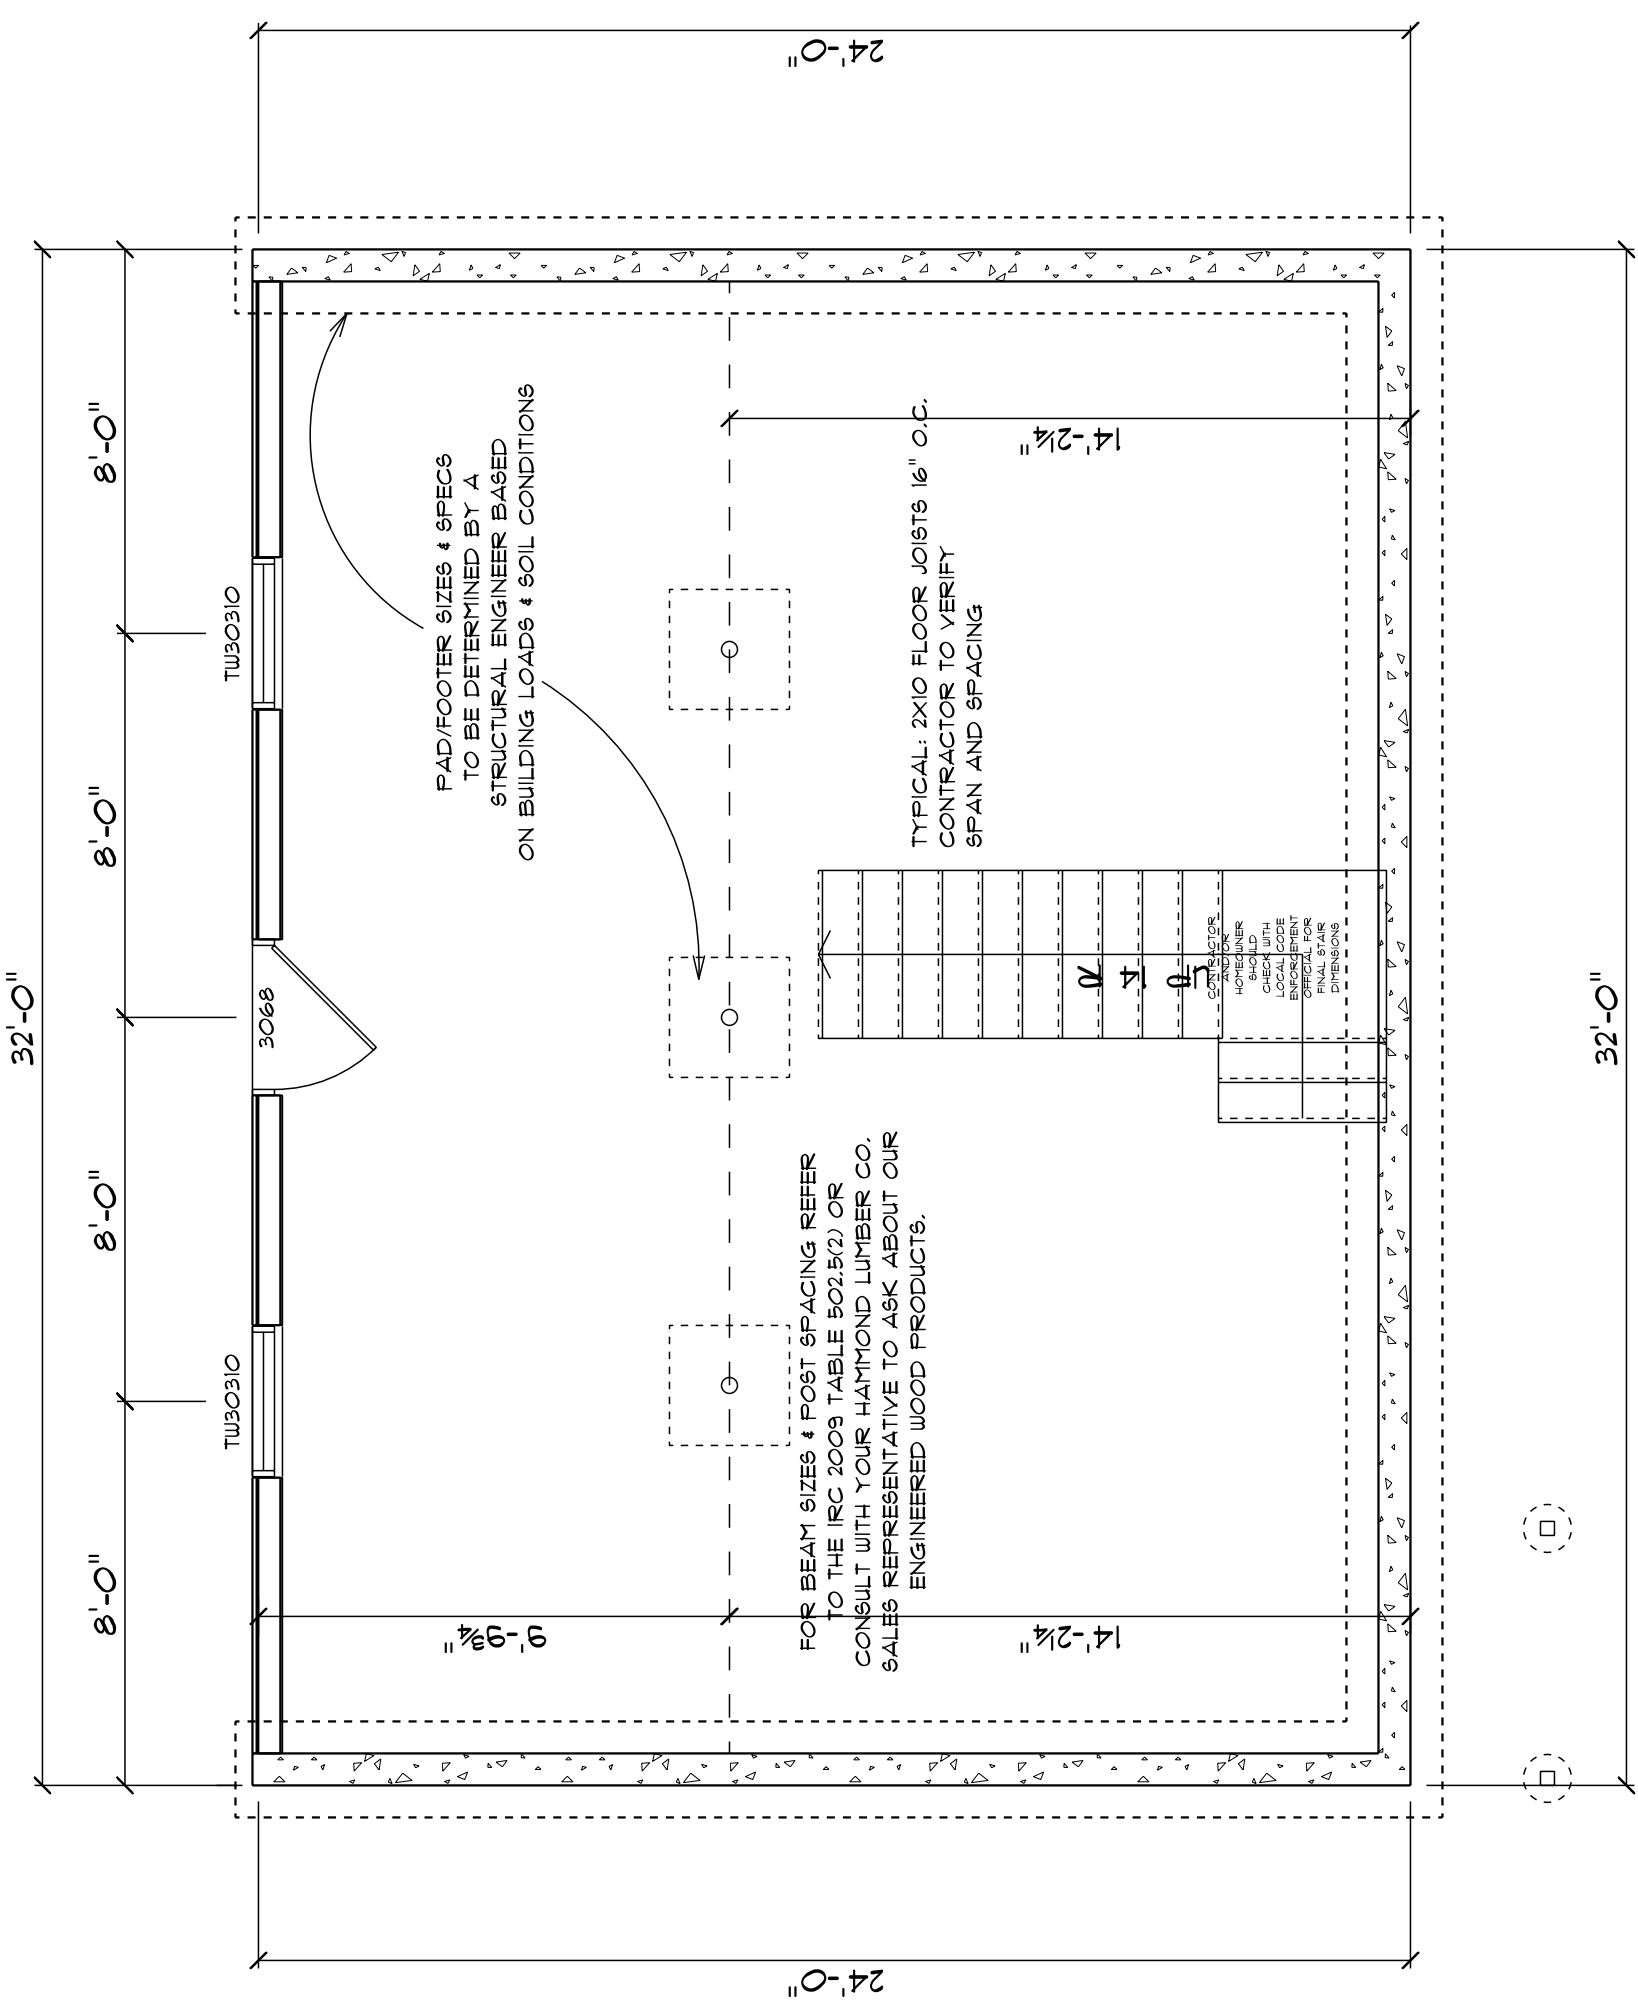 24'-0"
32'-0"
8'-0"
8'-0"
8'-0"
8'-0"
TW30310
3068
TW30310
PAD/FOOTER SIZES & SPECS
TO BE DETERMINED BY A
STRUCTURAL ENGINEER BASED
ON BUILDING LOADS & SOIL CONDITIONS
14'-2¼"
TYPICAL: 2X10 FLOOR JOISTS 16" O.C.
CONTRACTOR TO VERIFY
SPAN AND SPACING
UP 14 R
CONTRACTOR
AND/OR
HOMEOWNER
SHOULD
CHECK WITH
LOCAL CODE
ENFORCEMENT
OFFICIAL FOR
FINAL STAIR
DIMENSIONS
FOR BEAM SIZES & POST SPACING REFER
TO THE IRC 2009 TABLE 502.5(2) OR
CONSULT WITH YOUR HAMMOND LUMBER CO.
SALES REPRESENTATIVE TO ASK ABOUT OUR
ENGINEERED WOOD PRODUCTS.
9'-9¾"
14'-2¼"
32'-0"
24'-0"